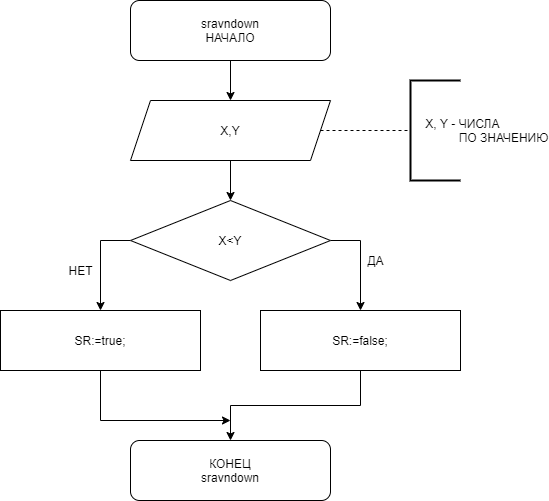 sravndown
НАЧАЛО
X,Y
X, Y - ЧИСЛА
ПО ЗНАЧЕНИЮ
X<Y
НЕТ
ДА
SR:=true;
SR:=false;
КОНЕЦ
sravndown